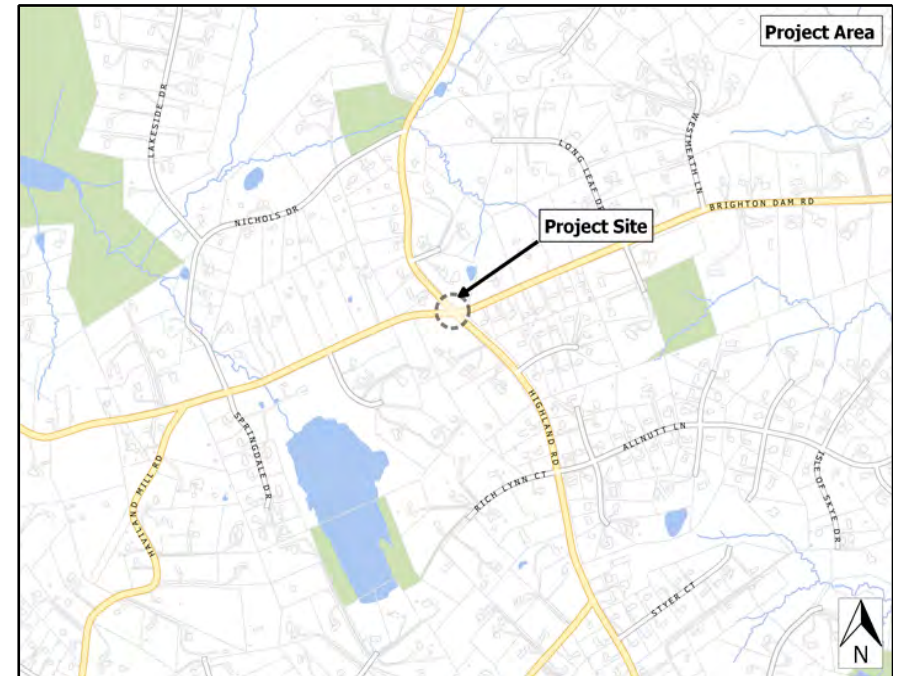 Project Area
LAKESIDE DR
WESTMEATH LN
LONG LEAF DR
NICHOLS DR
BRIGHTON DAM RD
Project Site
HIGHLAND RD
SPRINGDALE DR
ALLNUTT LN
HAVILAND MILL RD
RICH LYNN CT
ISLE OF SKYE DR
STYER CT
N